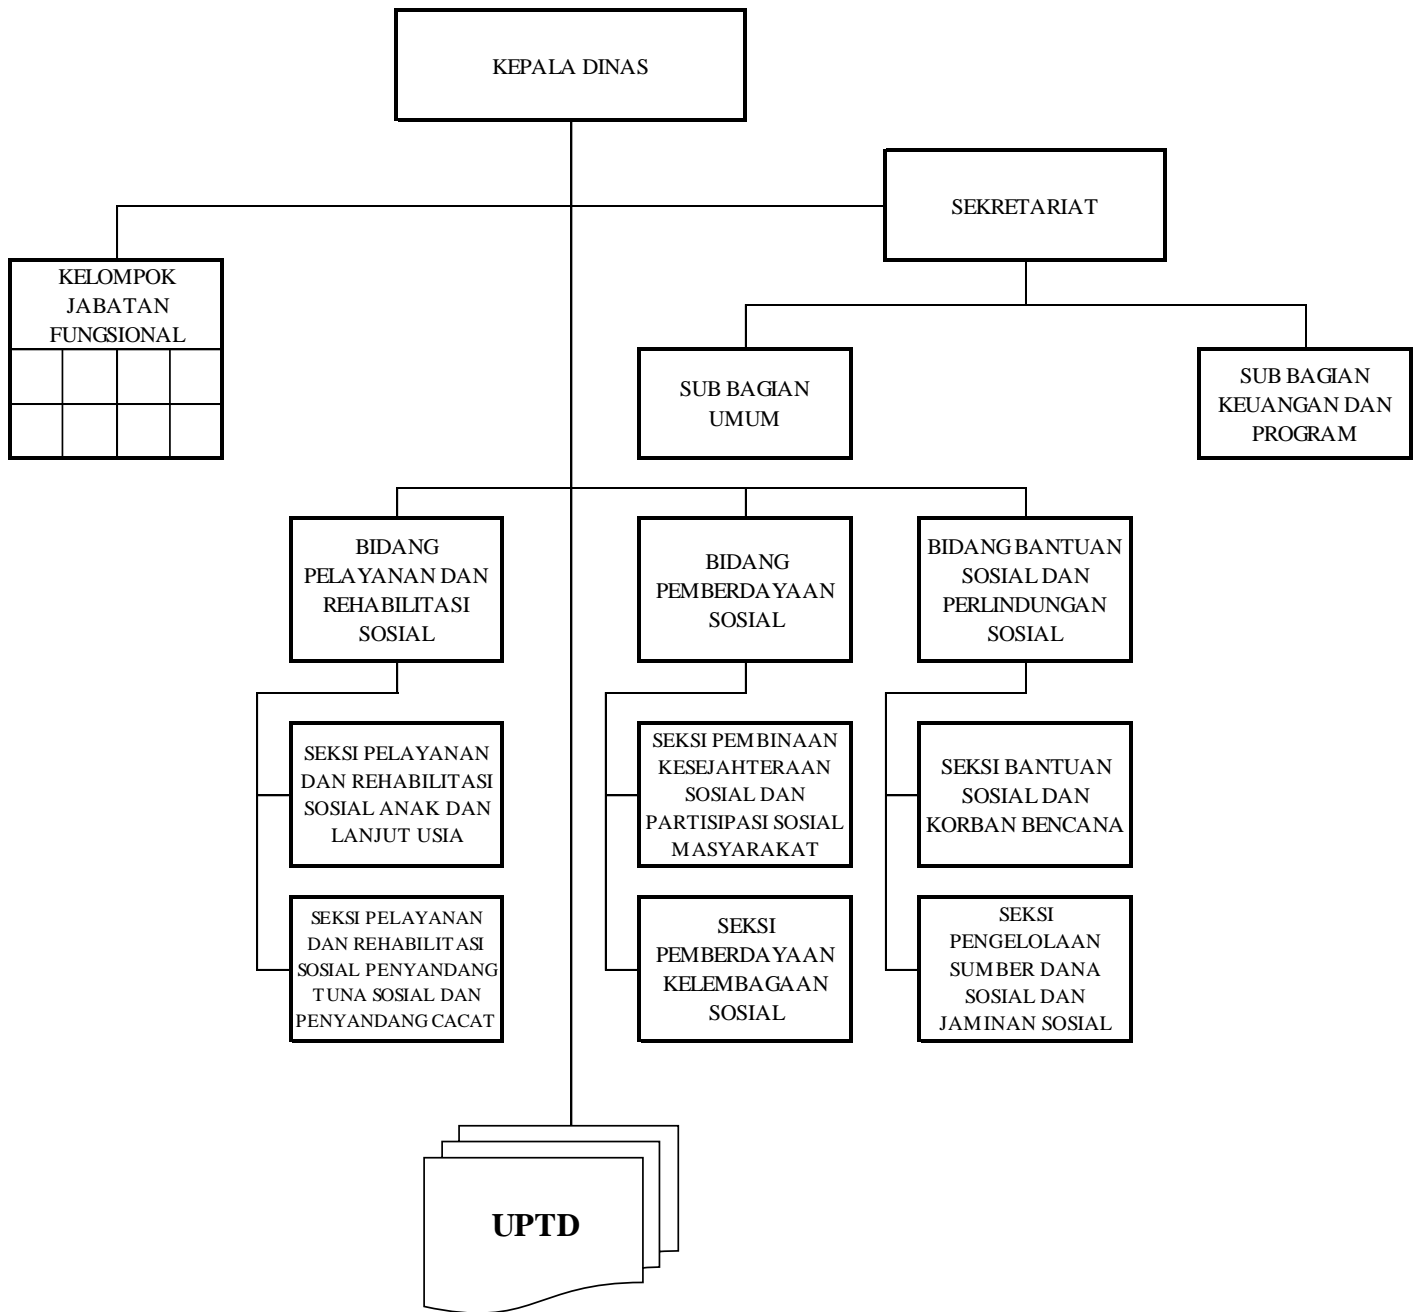 KEPALA DINAS
SEKRETARIAT
KELOMPOK
JABATAN
FUNGSIONAL
SUB BAGIAN
UMUM
SUB BAGIAN
KEUANGAN DAN
PROGRAM
BIDANG
PELAYANAN DAN
REHABILITASI
SOSIAL
BIDANG
PEMBERDAYAAN
SOSIAL
BIDANG BANTUAN
SOSIAL DAN
PERLINDUNGAN
SOSIAL
SEKSI PELAYANAN
DAN REHABILITASI
SOSIAL ANAK DAN
LANJUT USIA
SEKSI PEMBINAAN
KESEJAHTERAAN
SOSIAL DAN
PARTISIPASI SOSIAL
MASYARAKAT
SEKSI BANTUAN
SOSIAL DAN
KORBAN BENCANA
SEKSI PELAYANAN
DAN REHABILITASI
SOSIAL PENYANDANG
TUNA SOSIAL DAN
PENYANDANG CACAT
SEKSI
PEMBERDAYAAN
KELEMBAGAAN
SOSIAL
SEKSI
PENGELOLAAN
SUMBER DANA
SOSIAL DAN
JAMINAN SOSIAL
UPTD